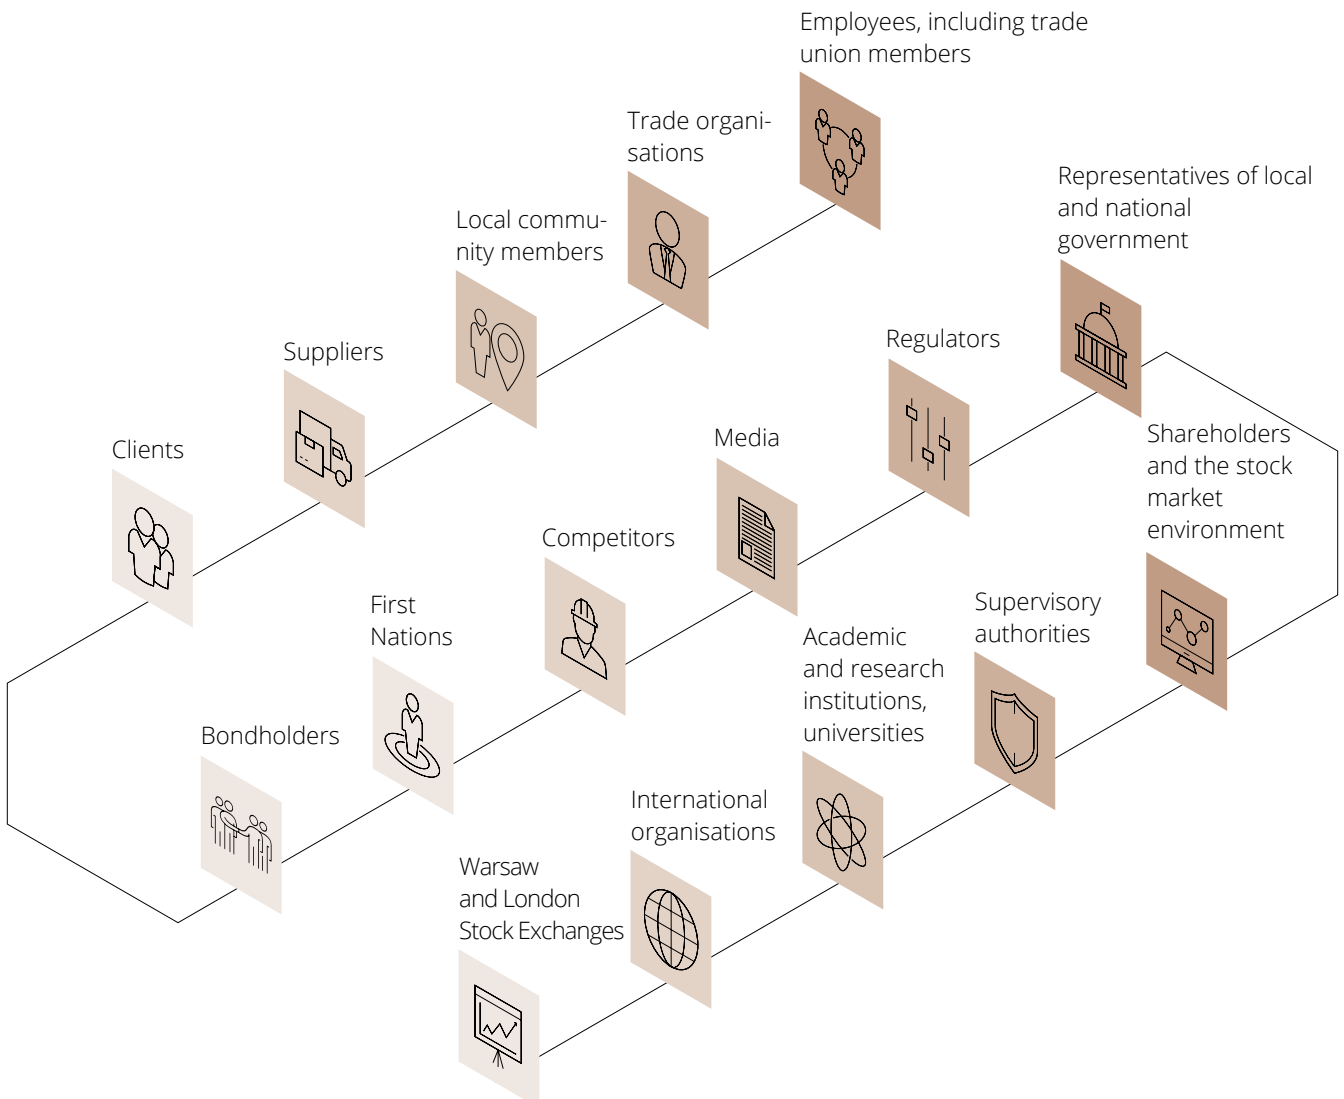 Employees, including trade
union members
Trade organi-
sations
Local commu-
nity members
Suppliers
Clients
Representatives of local
and national
government
Regulators
Media
Competitors
First
Nations
Bondholders
Shareholders
and the stock
market
environment
Supervisory
authorities
Academic
and research
institutions,
universities
International
organisations
Warsaw
and London
Stock Exchanges